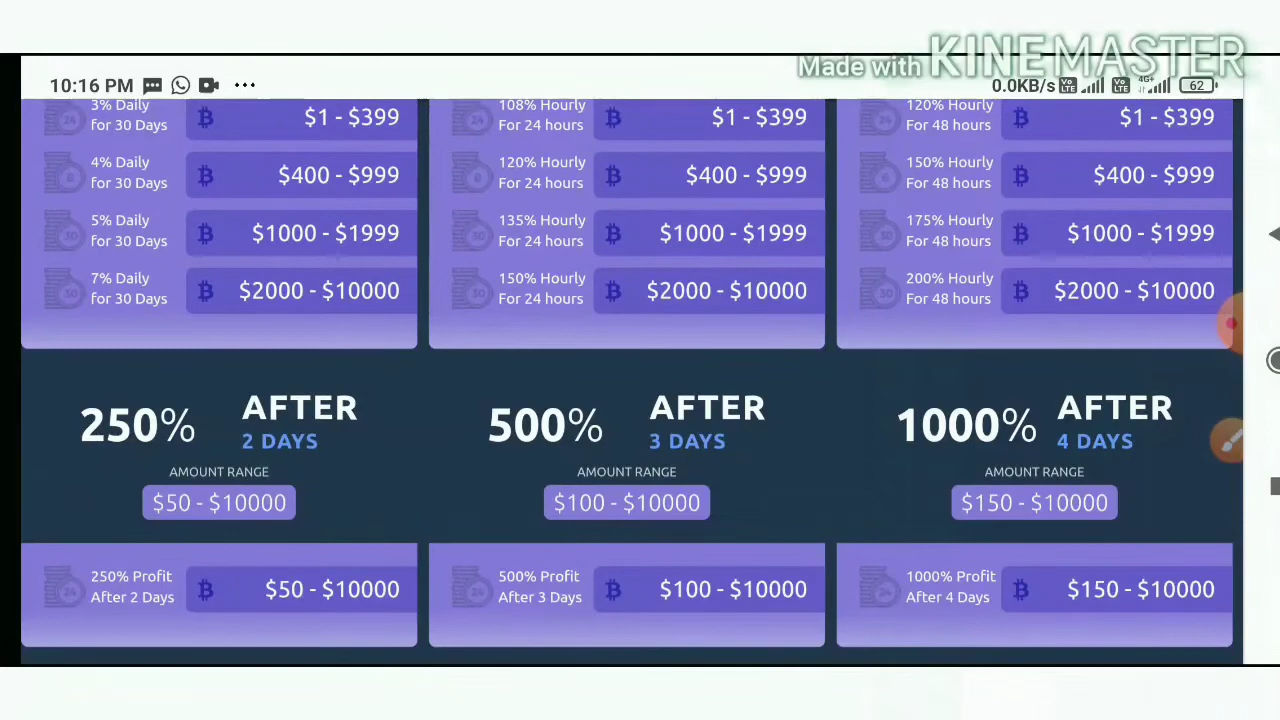 Made with KINEMASTER
10:16 PM
0.0KB/s Vo LTE Vo LTE 4G+ 62
3% Daily
for 30 Days
$1 - $399
4% Daily
for 30 Days
$400 - $999
5% Daily
for 30 Days
$1000 - $1999
7% Daily
for 30 Days
$2000 - $10000
108% Hourly
For 24 hours
$1 - $399
120% Hourly
For 24 hours
$400 - $999
135% Hourly
For 24 hours
$1000 - $1999
150% Hourly
For 24 hours
$2000 - $10000
120% Hourly
For 48 hours
$1 - $399
150% Hourly
For 48 hours
$400 - $999
175% Hourly
For 48 hours
$1000 - $1999
200% Hourly
For 48 hours
$2000 - $10000
250% AFTER
2 DAYS
AMOUNT RANGE
$50 - $10000
250% Profit
After 2 Days
$50 - $10000
500% AFTER
3 DAYS
AMOUNT RANGE
$100 - $10000
500% Profit
After 3 Days
$100 - $10000
1000% AFTER
4 DAYS
AMOUNT RANGE
$150 - $10000
1000% Profit
After 4 Days
$150 - $10000